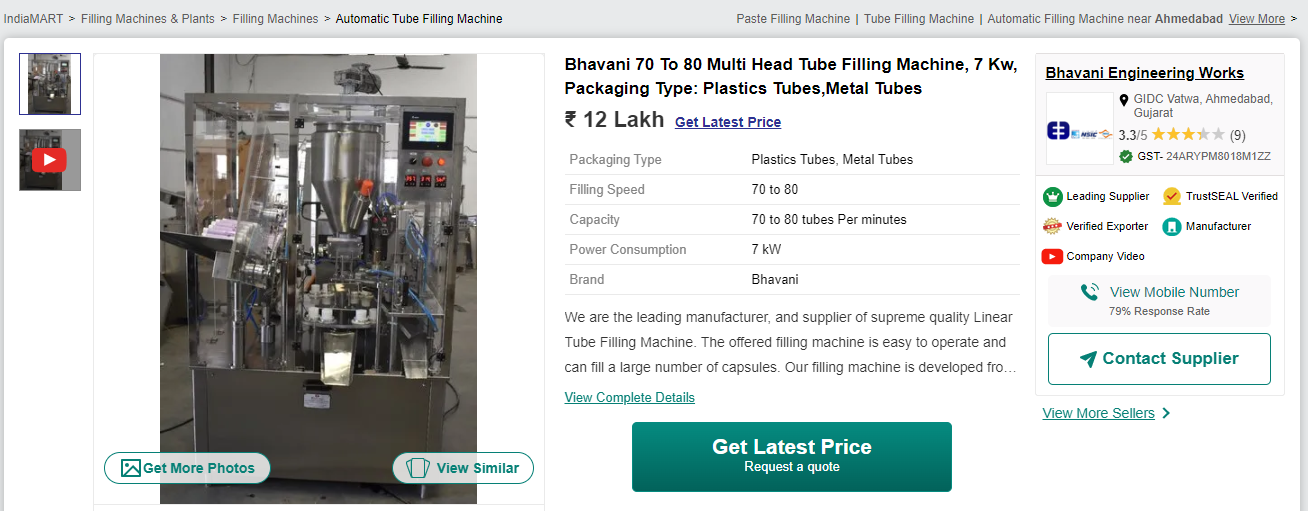 IndiaMART > Filling Machines & Plants > Filling Machines > Automatic Tube Filling Machine
Paste Filling Machine | Tube Filling Machine | Automatic Filling Machine near Ahmedabad View More >
Bhavani 70 To 80 Multi Head Tube Filling Machine, 7 Kw,
Packaging Type: Plastics Tubes,Metal Tubes
₹ 12 Lakh Get Latest Price
Packaging Type Plastics Tubes, Metal Tubes
Filling Speed 70 to 80
Capacity 70 to 80 tubes Per minutes
Power Consumption 7 kW
Brand Bhavani
We are the leading manufacturer, and supplier of supreme quality Linear
Tube Filling Machine. The offered filling machine is easy to operate and
can fill a large number of capsules. Our filling machine is developed fro...
View Complete Details
Get Latest Price
Request a quote
Get More Photos
View Similar
Bhavani Engineering Works
GIDC Vatwa, Ahmedabad,
Gujarat
NSIC
3.3/5 (9)
GST- 24ARYPM8018M1ZZ
Leading Supplier TrustSEAL Verified
Verified Exporter Manufacturer
Company Video
View Mobile Number
79% Response Rate
Contact Supplier
View More Sellers